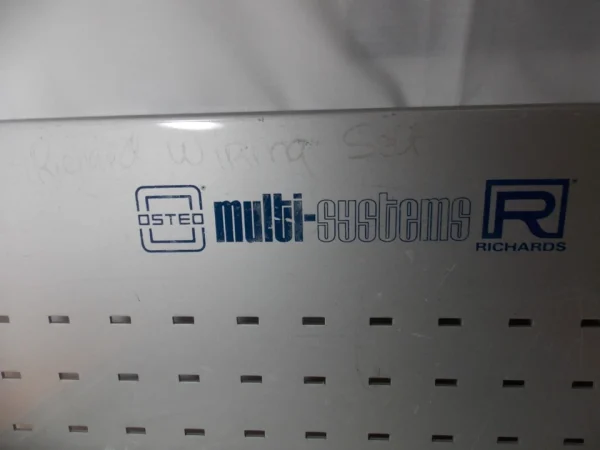 Wiring Set
OSTEO multi-systems R
RICHARDS